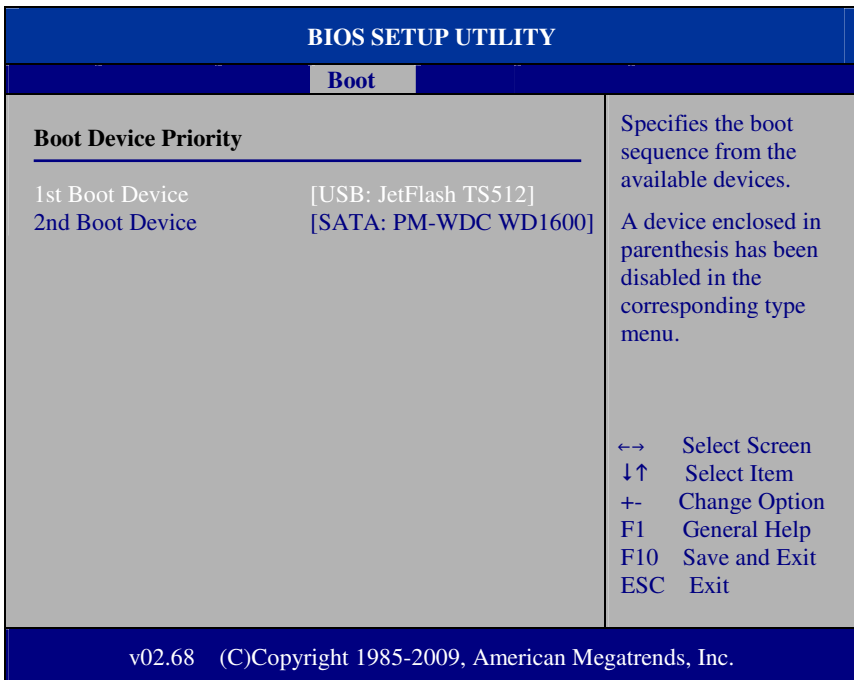 BIOS SETUP UTILITY
Boot
Boot Device Priority
1st Boot Device [USB: JetFlash TS512]
2nd Boot Device [SATA: PM-WDC WD1600]
Specifies the boot
sequence from the
available devices.
A device enclosed in
parenthesis has been
disabled in the
corresponding type
menu.
←→ Select Screen
↓↑ Select Item
+- Change Option
F1 General Help
F10 Save and Exit
ESC Exit
v02.68 (C)Copyright 1985-2009, American Megatrends, Inc.